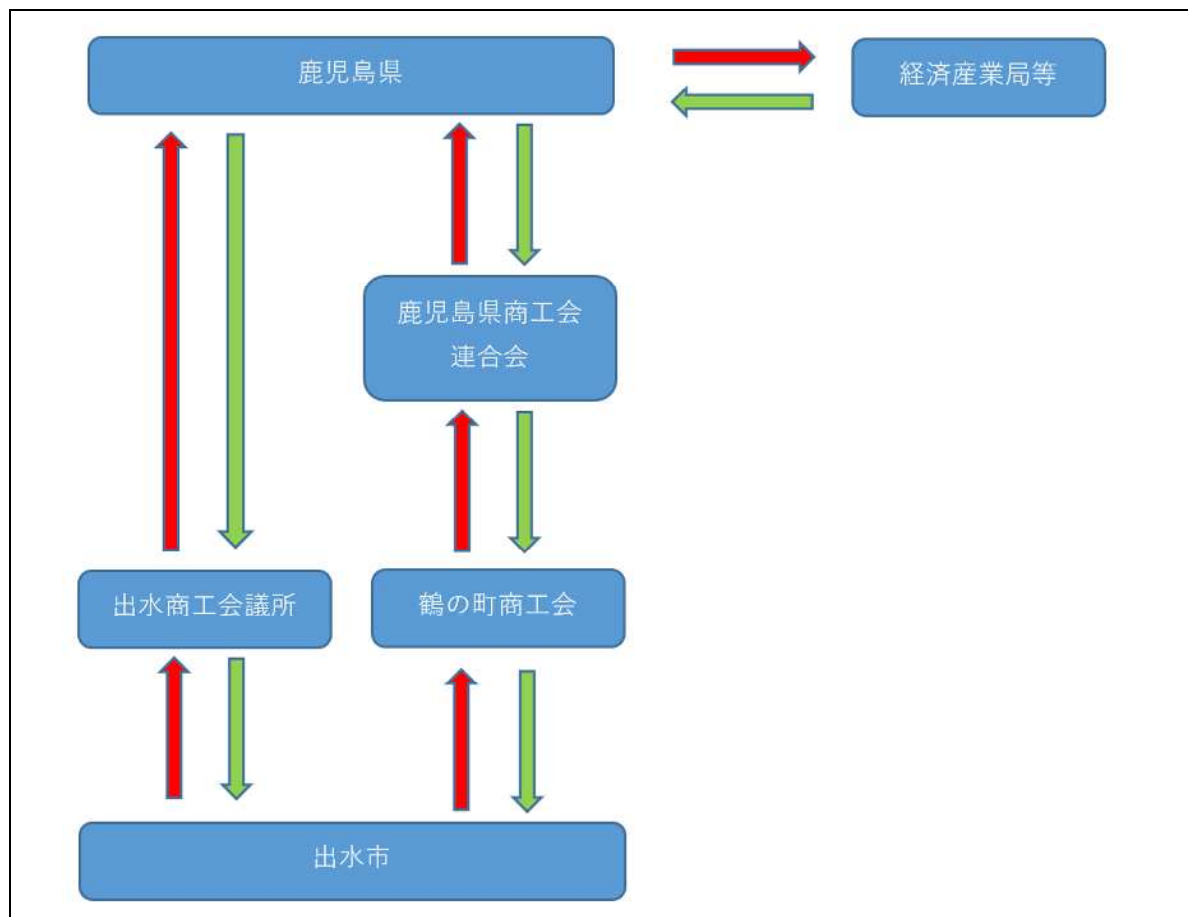 鹿児島県
経済産業局等
鹿児島県商工会
連合会
出水商工会議所
鶴の町商工会
出水市